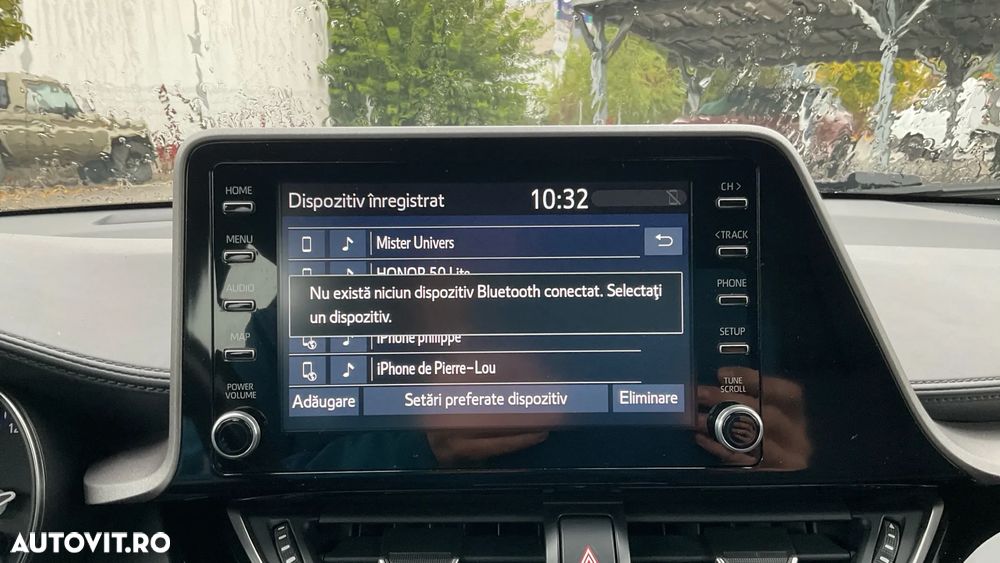 HOME
MENU
AUDIO
MAP
POWER
VOLUME
Dispozitiv înregistrat
10:32
Mister Univers
HONOR 50 Lite
Nu există niciun dispozitiv Bluetooth conectat. Selectaţi
un dispozitiv.
iPhone philippe
iPhone de Pierre-Lou
Adăugare
Setări preferate dispozitiv
Eliminare
CH >
<TRACK
PHONE
SETUP
TUNE
SCROLL
12
AUTOVIT.RO